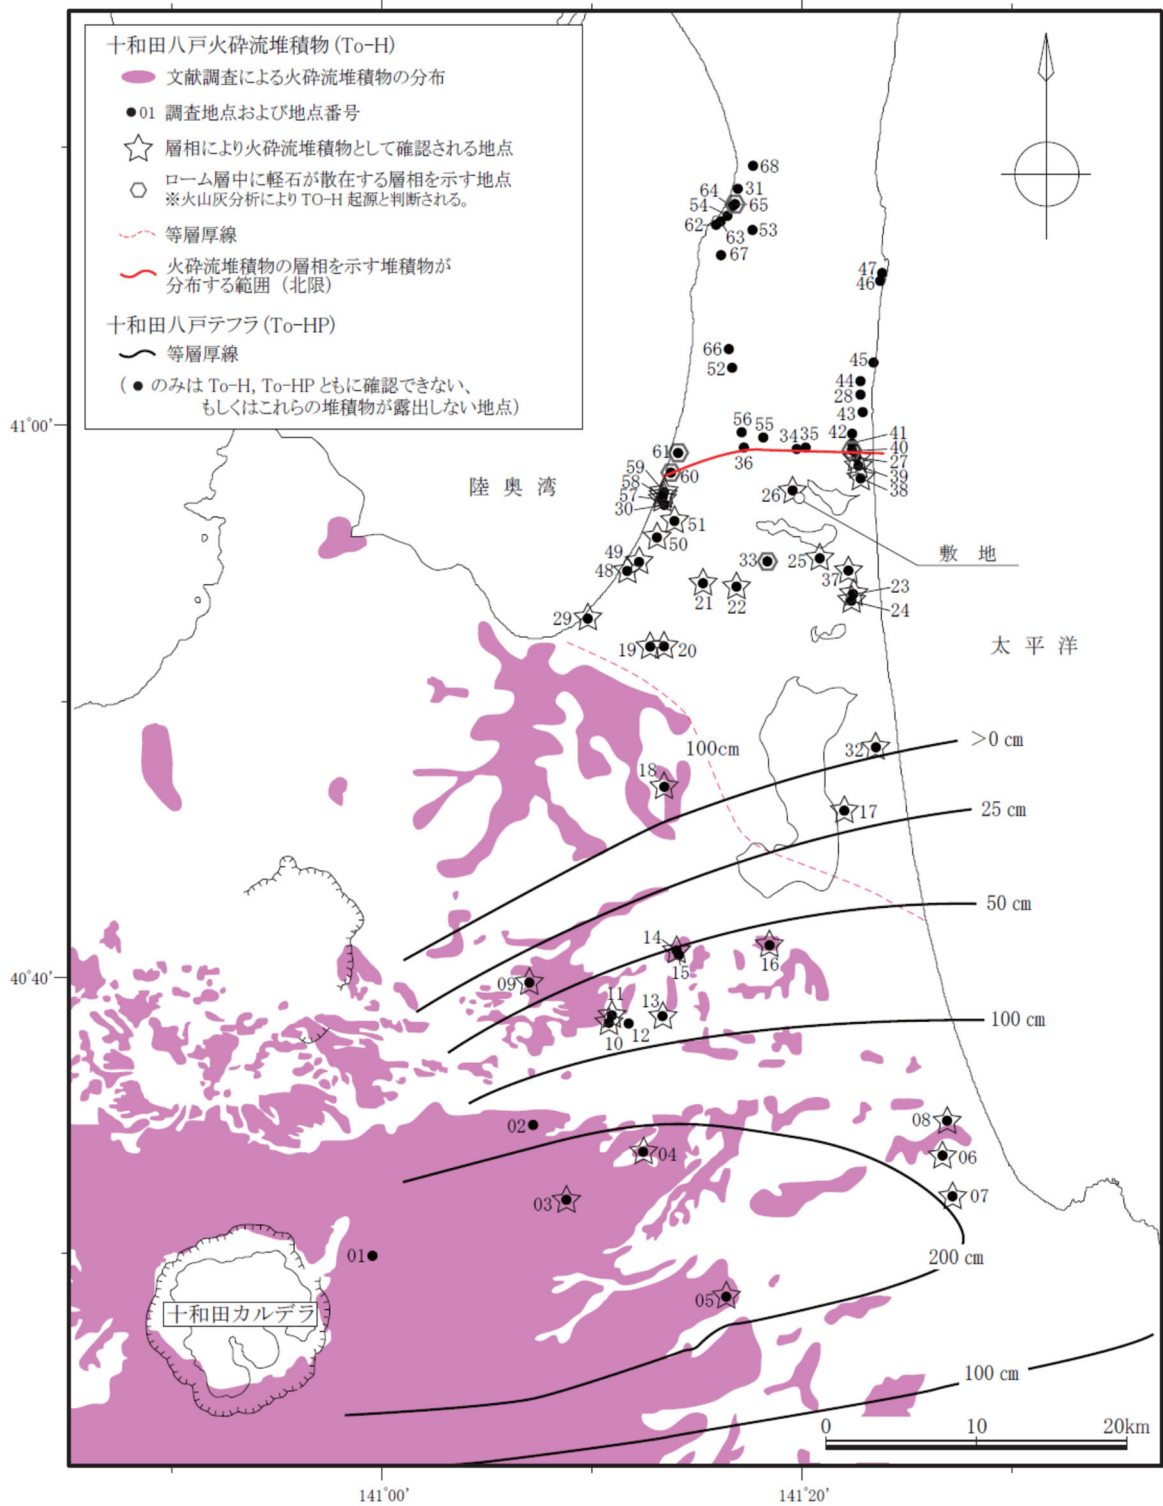 十和田八戸火砕流堆積物(To-H)
文献調査による火砕流堆積物の分布
01 調査地点および地点番号
層相により火砕流堆積物として確認される地点
ローム層中に軽石が散在する層相を示す地点
※火山灰分析によりTO-H 起源と判断される。
等層厚線
火砕流堆積物の層相を示す堆積物が
分布する範囲（北限）
十和田八戸テフラ(To-HP)
等層厚線
（ ● のみは To-H, To-HP ともに確認できない、
もしくはこれらの堆積物が露出しない地点）
68
31
64
65
54
62
63
53
67
47
46
66
52
45
44
28
43
41°00′
56
55
42
41
34
35
40
61
36
27
60
39
59
38
58
陸奥湾
57
26
30
51
50
敷地
49
33
25
48
37
23
21
22
24
29
19
20
太平洋
32
>0 cm
100cm
18
17
25 cm
50 cm
14
15
16
40°40′
09
11
13
10
12
100 cm
02
08
04
06
03
07
01
200 cm
05
十和田カルデラ
100 cm
0 10 20km
141°00′
141°20′